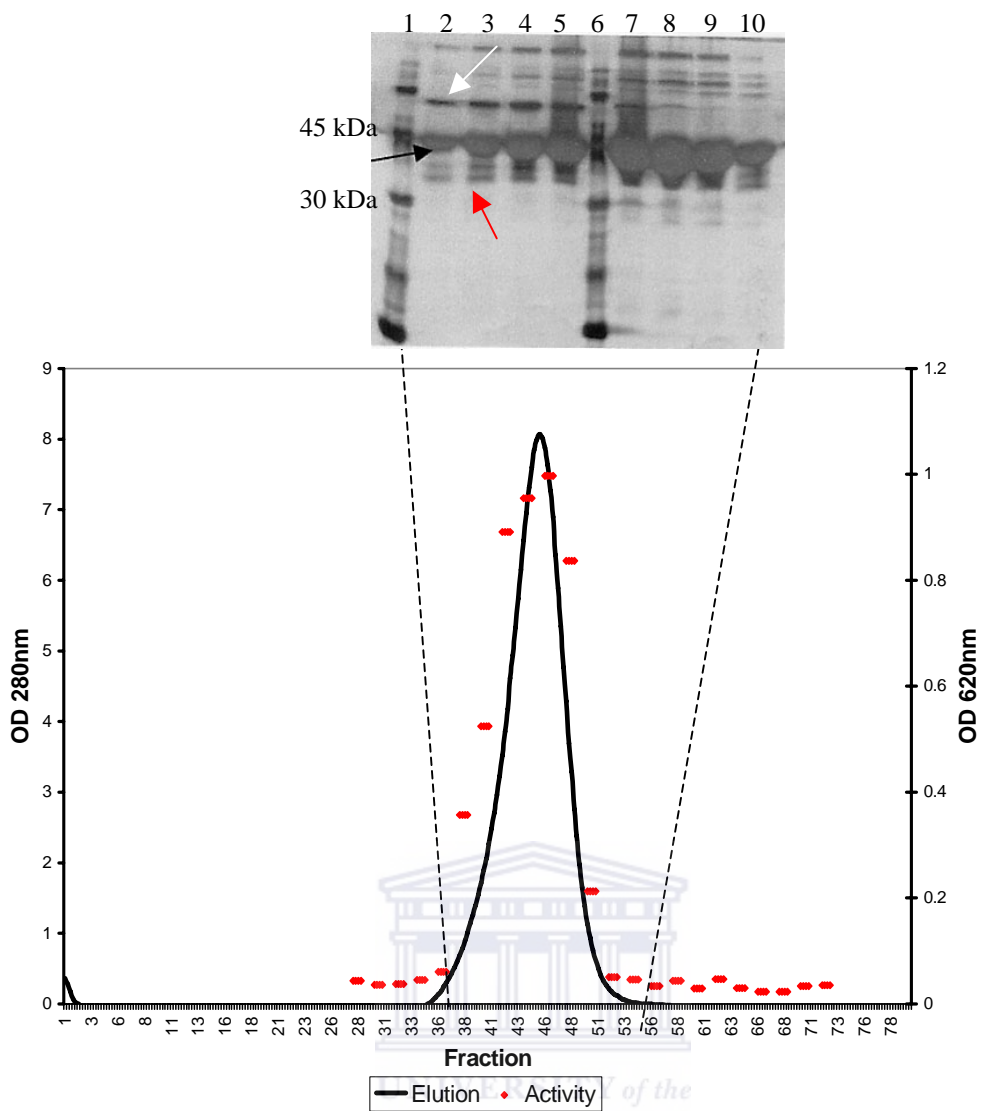 1 2 3 4 5 6 7 8 9 10
45 kDa
30 kDa
9 8 7 6 5 4 3 2 1 0
OD 280nm
1.2 1 0.8 0.6 0.4 0.2 0
OD 620nm
1 3 6 8 11 13 16 18 21 23 26 28 31 33 36 38 41 43 46 48 51 53 56 58 61 63 66 68 71 73 76 78
Fraction
UNIVERSITY of the
Elution Activity